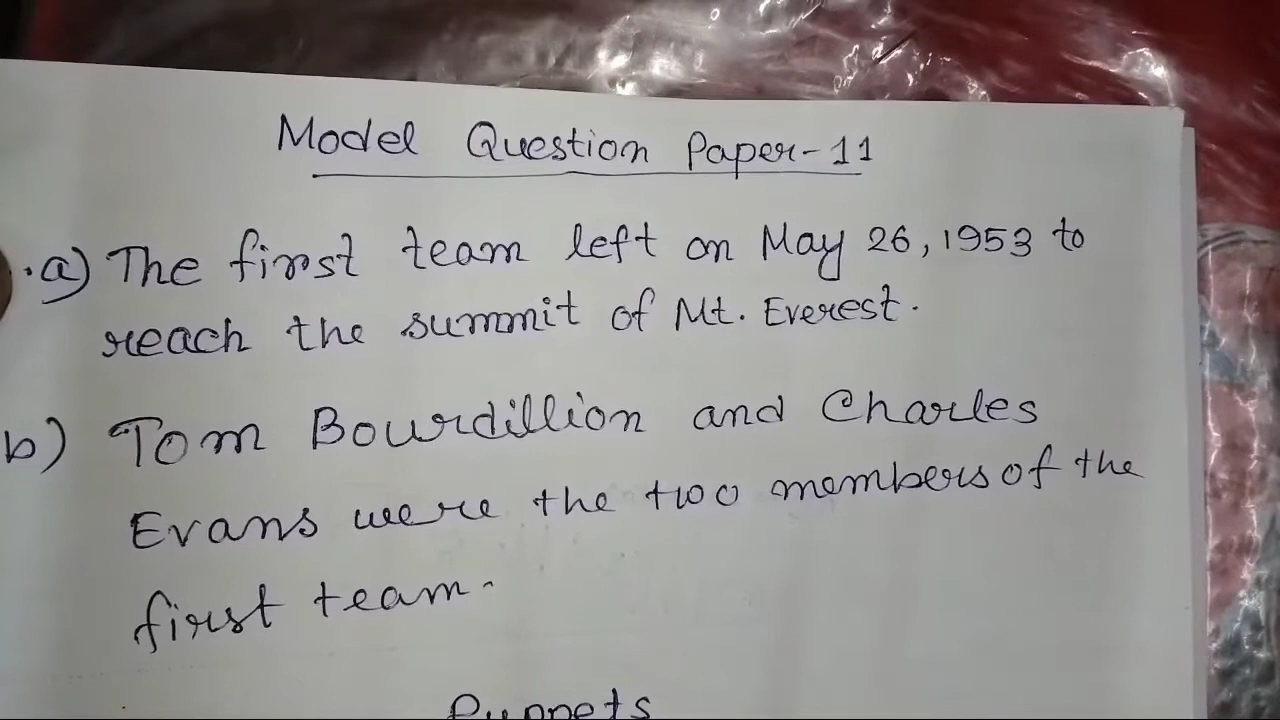 Model Question Paper-11
.a) The first team left on May 26, 1953 to
reach the summit of Mt. Everest.
b) Tom Bourdillion and Charles
Evans were the two members of the
first team.
Puppets